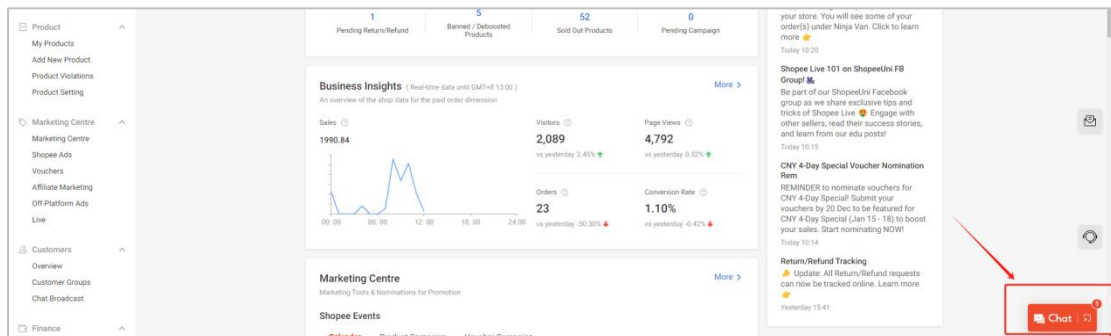 Product
My Products
Add New Product
Product Violations
Product Setting
Marketing Centre
Marketing Centre
Shopee Ads
Vouchers
Affiliate Marketing
Off-Platform Ads
Live
Customers
Overview
Customer Groups
Chat Broadcast
Finance
1
Pending Return/Refund
5
Banned / Deboosted
Products
52
Sold Out Products
0
Pending Campaign
Business Insights (Real-time data until GMT+8 13:00 )
More >
An overview of the shop data for the paid order dimension
Sales
1990.84
00: 00 06: 00 12: 00 18: 00 24:00
Visitors
2,089
vs yesterday 2.45%
Page Views
4,792
vs yesterday 0.52%
Orders
23
vs yesterday -30.30%
Conversion Rate
1.10%
vs yesterday -0.42%
Marketing Centre
More >
Marketing Tools & Nominations for Promotion
Shopee Events
Calendar Product Campaign Voucher Campaign
your store. You will see some of your
order(s) under Ninja Van. Click to learn
more 👉
Today 10:20
Shopee Live 101 on ShopeeUni FB
Group!
Be part of our ShopeeUni Facebook
group as we share exclusive tips and
tricks of Shopee Live Engage with
other sellers, read their success stories,
and learn from our edu posts!
Today 10:15
CNY 4-Day Special Voucher Nomination
Rem
REMINDER to nominate vouchers for
CNY 4-Day Special! Submit your
vouchers by 20 Dec to be featured for
CNY 4-Day Special (Jan 15 - 18) to boost
your sales. Start nominating NOW!
Today 10:14
Return/Refund Tracking
Update: All Return/Refund requests
can now be tracked online. Learn more
👉
Yesterday 15:41
Chat
1